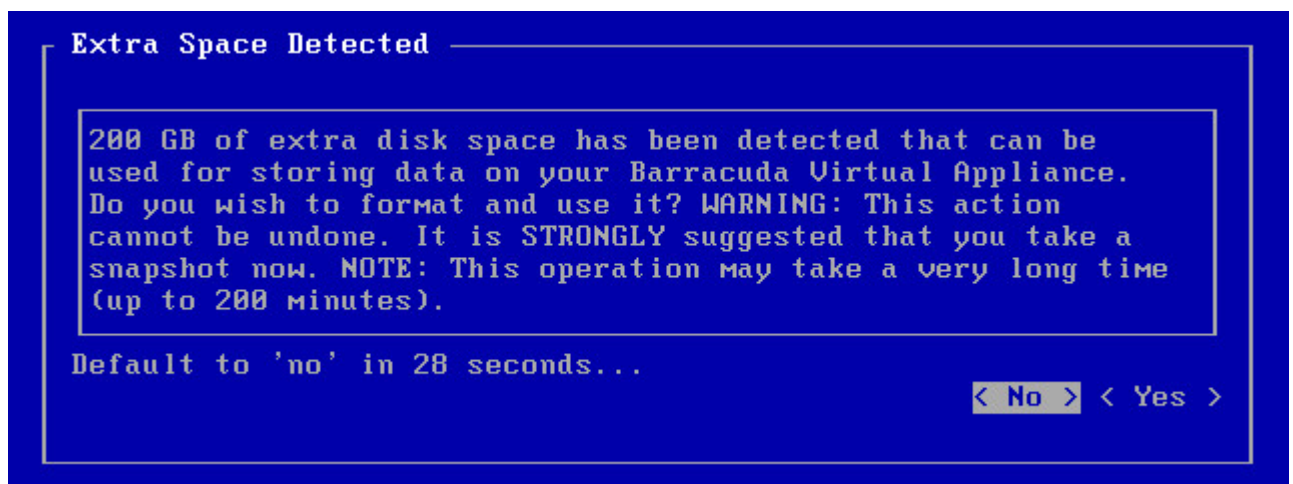 Extra Space Detected
200 GB of extra disk space has been detected that can be
used for storing data on your Barracuda Virtual Appliance.
Do you wish to format and use it? WARNING: This action
cannot be undone. It is STRONGLY suggested that you take a
snapshot now. NOTE: This operation may take a very long time
(up to 200 minutes).
Default to 'no' in 28 seconds...
< No > < Yes >